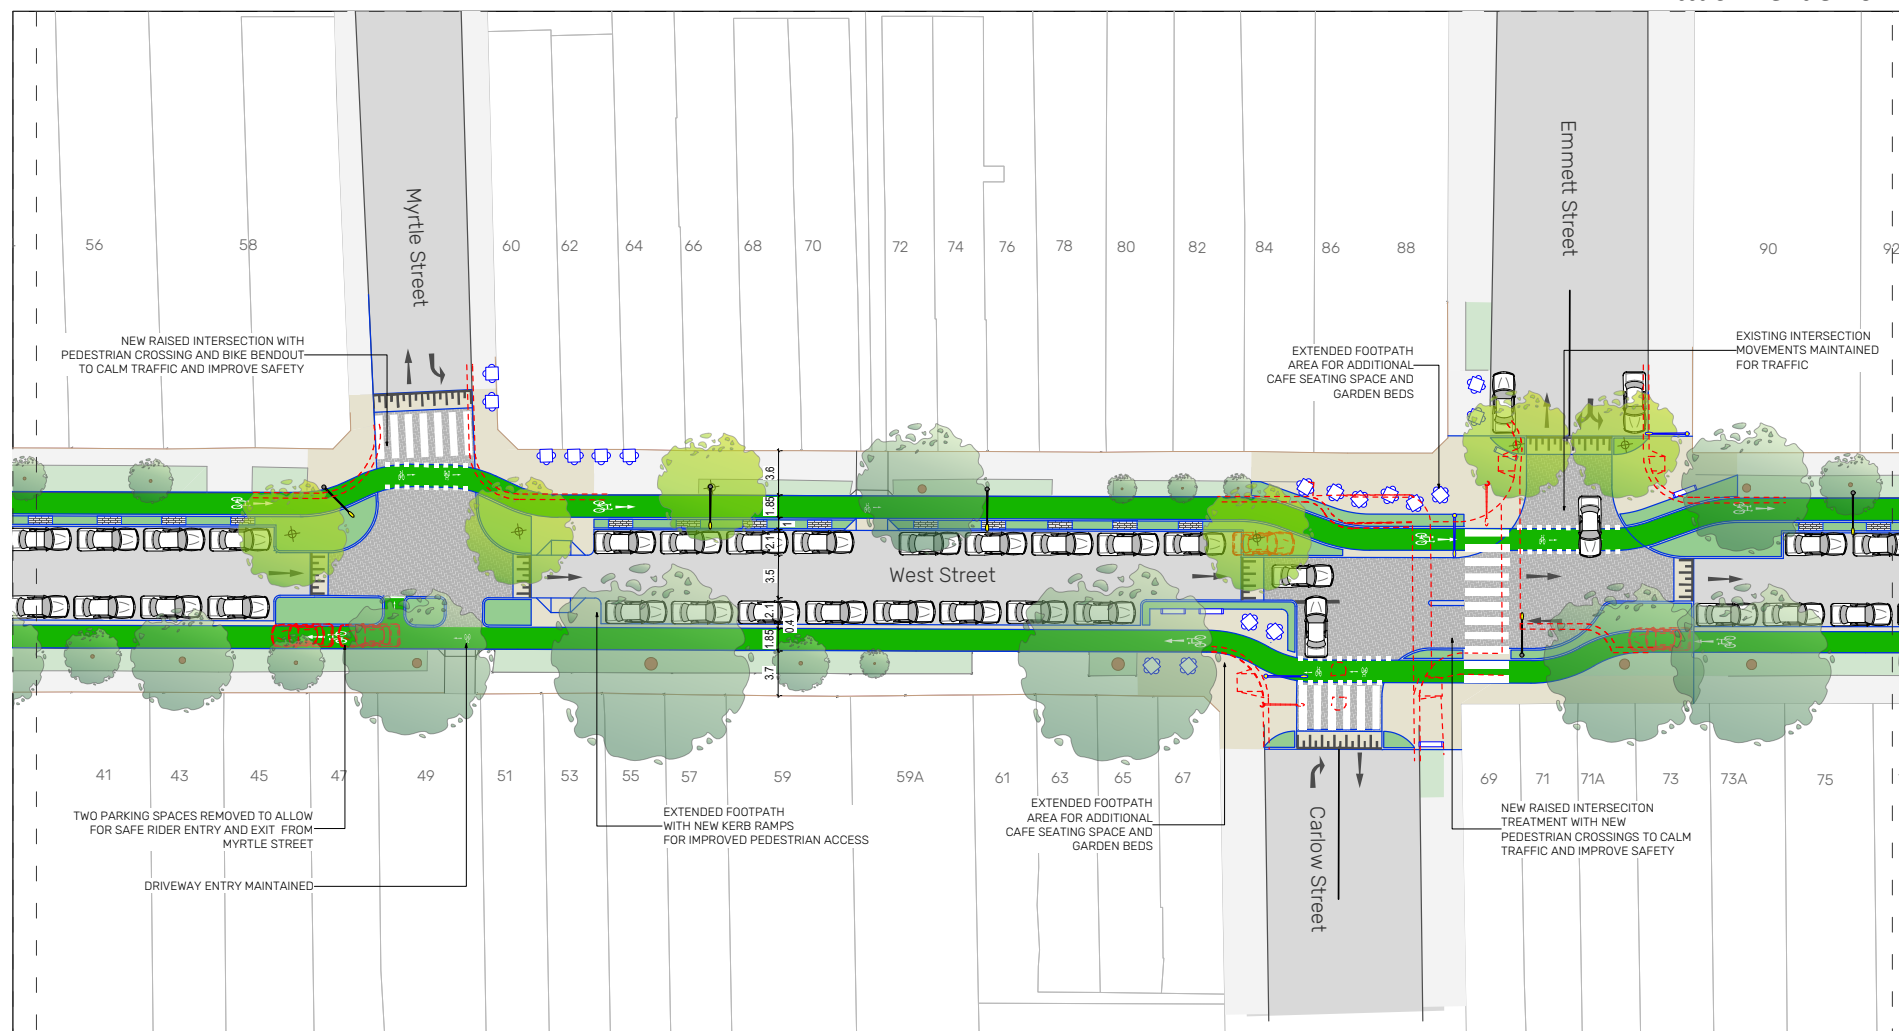 Myrtle Street
Emmett Street
56
58
60
62
64
66
68
70
72
74
76
78
80
82
84
86
88
90
92
NEW RAISED INTERSECTION WITH
PEDESTRIAN CROSSING AND BIKE BENDOUT
TO CALM TRAFFIC AND IMPROVE SAFETY
EXTENDED FOOTPATH
AREA FOR ADDITIONAL
CAFE SEATING SPACE AND
GARDEN BEDS
EXISTING INTERSECTION
MOVEMENTS MAINTAINED
FOR TRAFFIC
3.6
1.85
1
2.1
3.5
2.1
0.4
1.85
3.7
West Street
41
43
45
47
49
51
53
55
57
59
59A
61
63
65
67
69
71
71A
73
73A
75
TWO PARKING SPACES REMOVED TO ALLOW
FOR SAFE RIDER ENTRY AND EXIT FROM
MYRTLE STREET
DRIVEWAY ENTRY MAINTAINED
EXTENDED FOOTPATH
WITH NEW KERB RAMPS
FOR IMPROVED PEDESTRIAN ACCESS
EXTENDED FOOTPATH
AREA FOR ADDITIONAL
CAFE SEATING SPACE AND
GARDEN BEDS
Carlow Street
NEW RAISED INTERSECITON
TREATMENT WITH NEW
PEDESTRIAN CROSSINGS TO CALM
TRAFFIC AND IMPROVE SAFETY